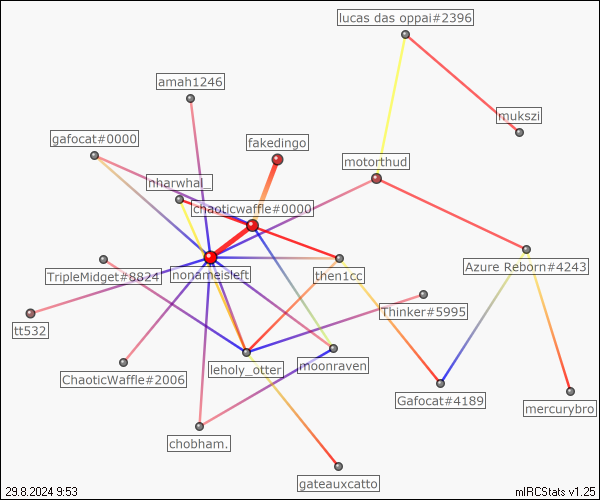 lucas das oppai#2396
amah1246
mukszi
gafocat#0000
fakedingo
motorthud
nharwhal_
chaoticwaffle#0000
Azure Reborn#4243
TripleMidget#8824
nonameisleft
then1cc
Thinker#5995
tt532
ChaoticWaffle#2006
leholy_otter
moonraven
Gafocat#4189
mercurybro
chobham.
gateauxcatto
29.8.2024 9:53
mIRCStats v1.25